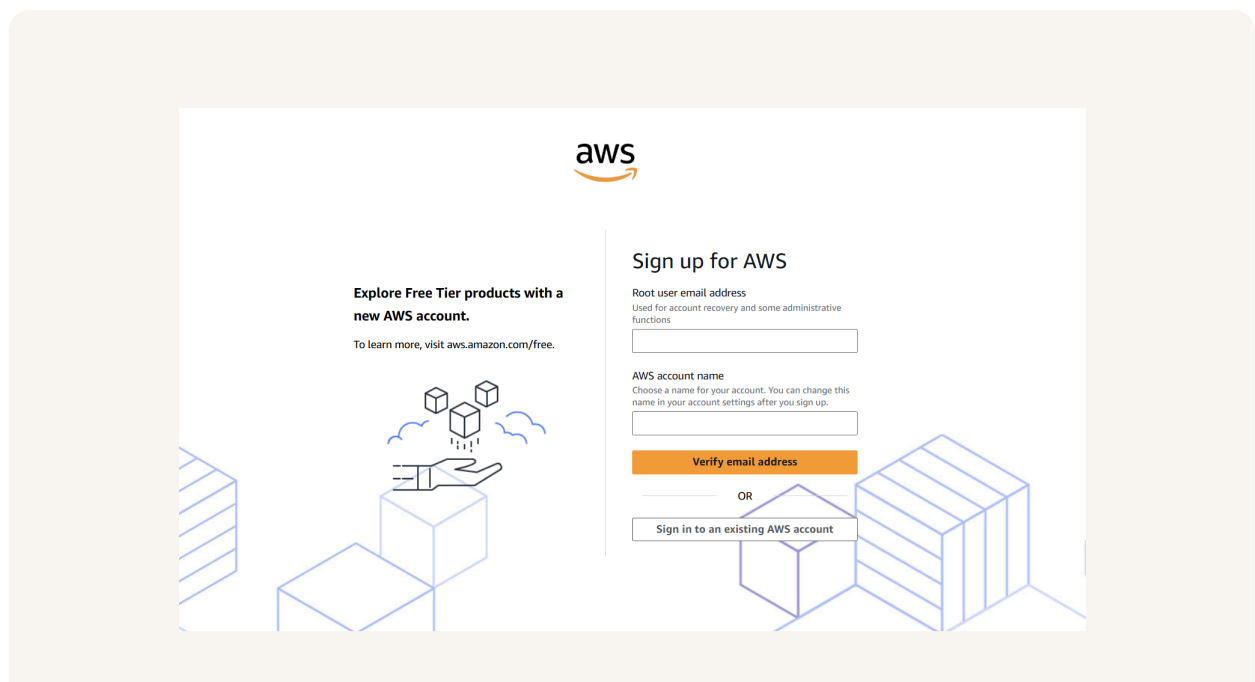 aws
Explore Free Tier products with a
new AWS account.
To learn more, visit aws.amazon.com/free.
Sign up for AWS
Root user email address
Used for account recovery and some administrative
functions
AWS account name
Choose a name for your account. You can change this
name in your account settings after you sign up.
Verify email address
OR
Sign in to an existing AWS account